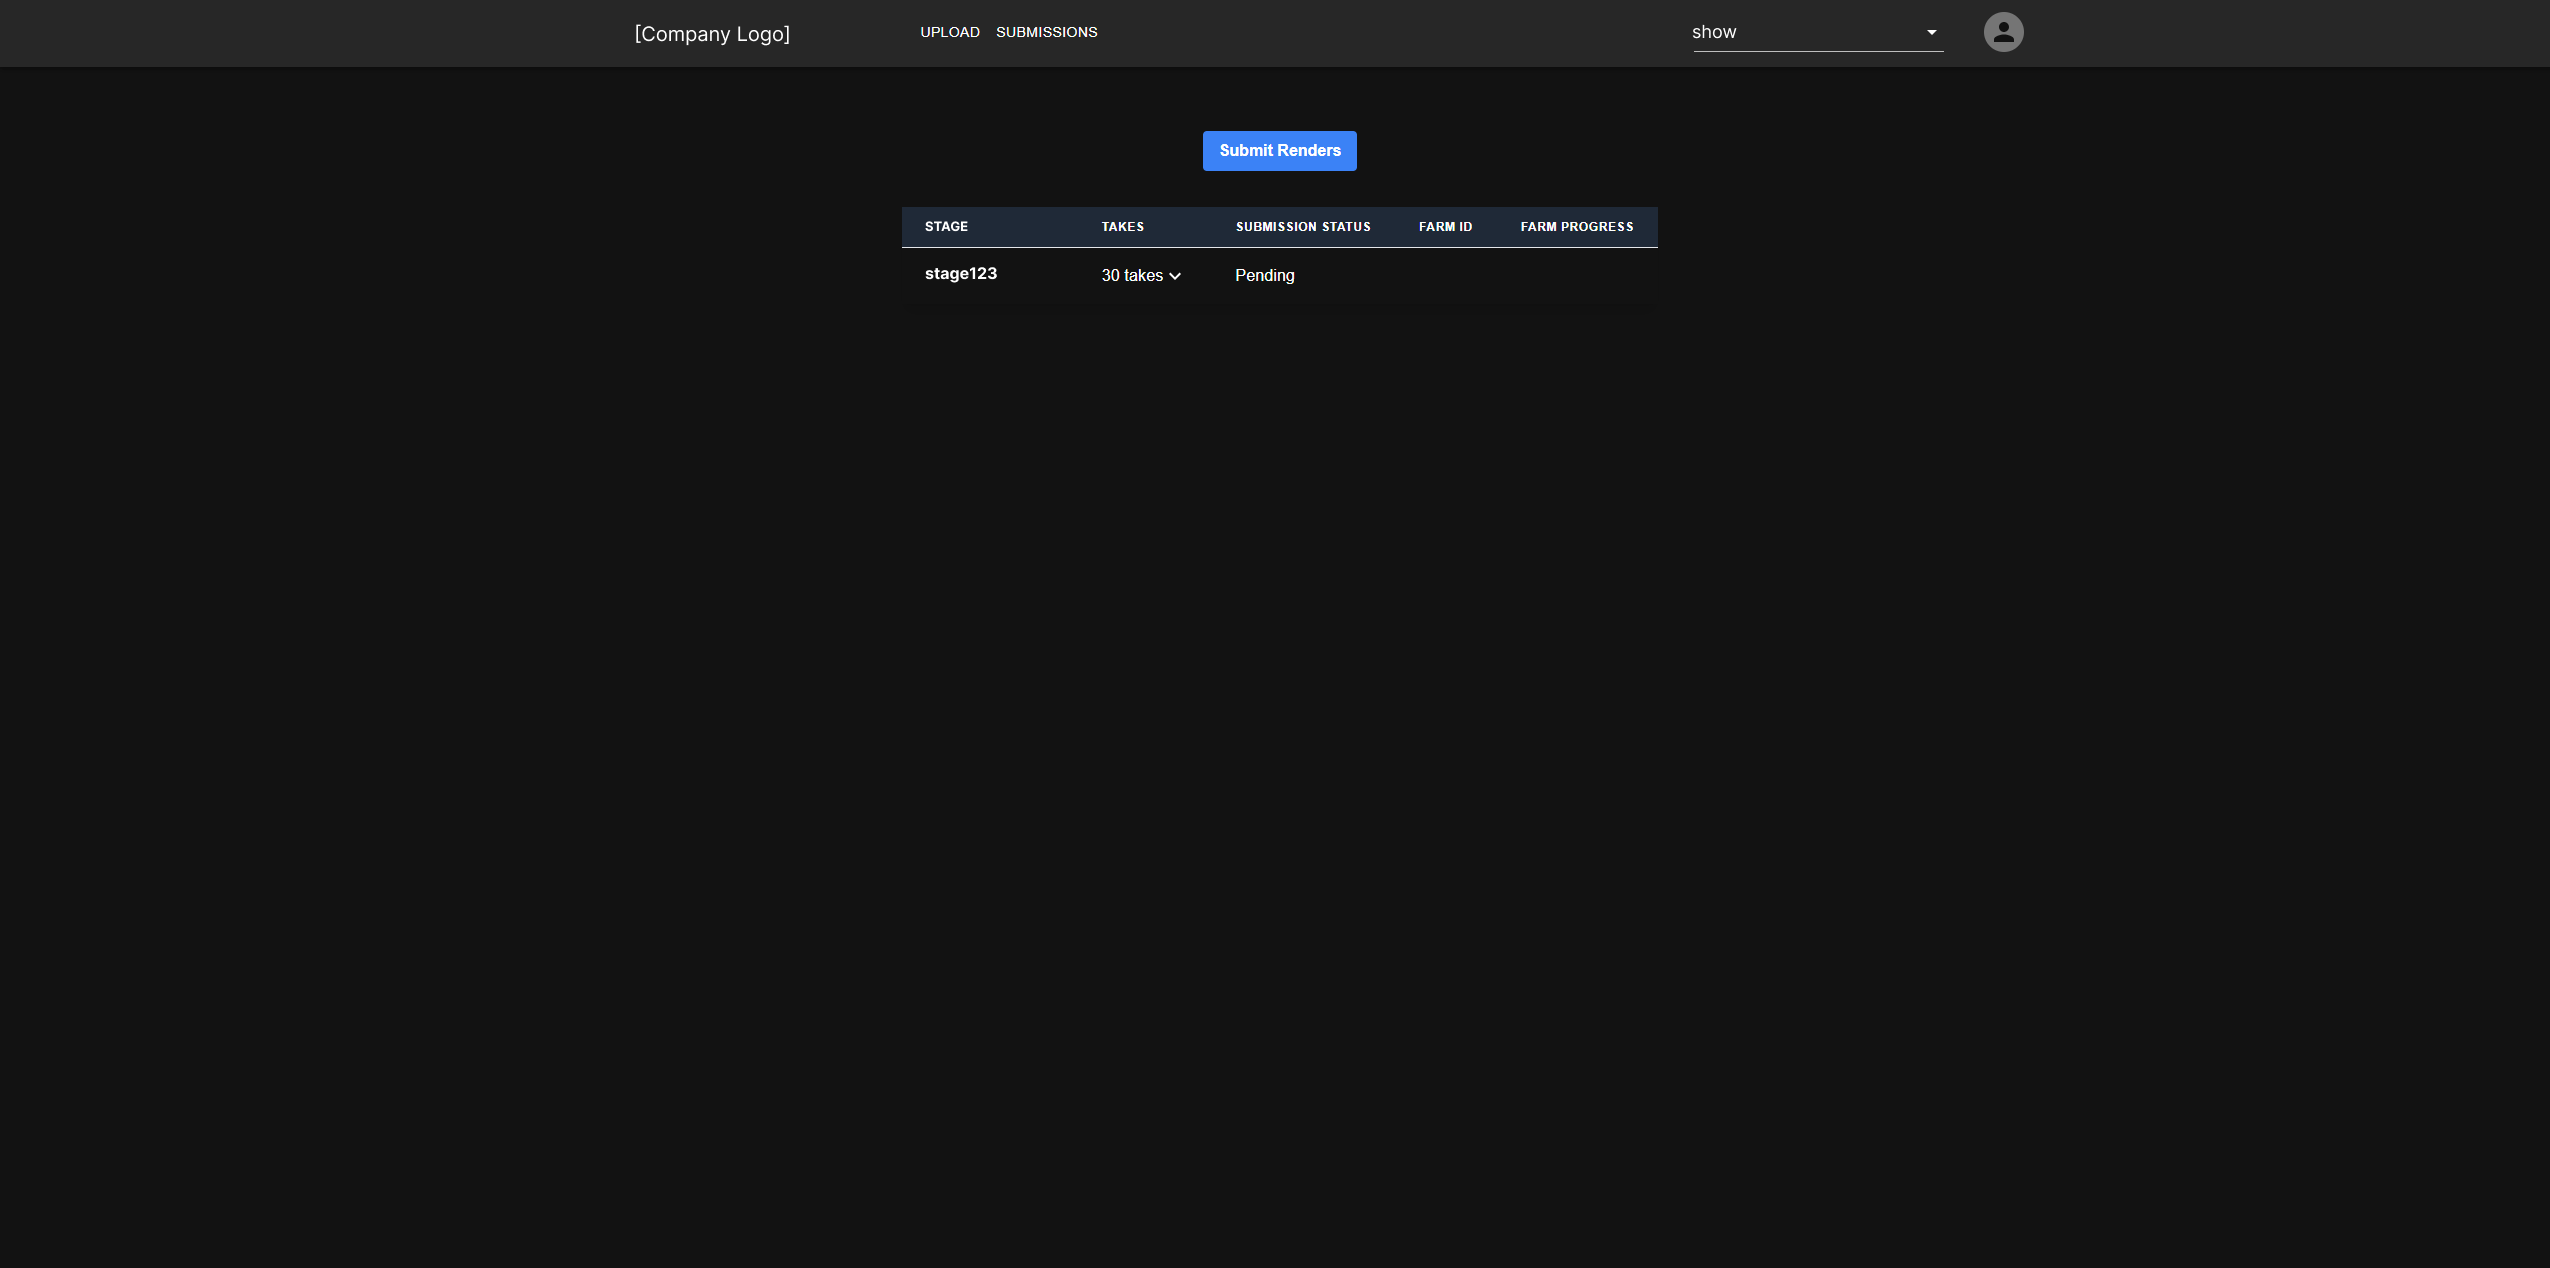 [Company Logo] UPLOAD SUBMISSIONS show
Submit Renders
STAGE TAKES SUBMISSION STATUS FARM ID FARM PROGRESS
stage123 30 takes Pending